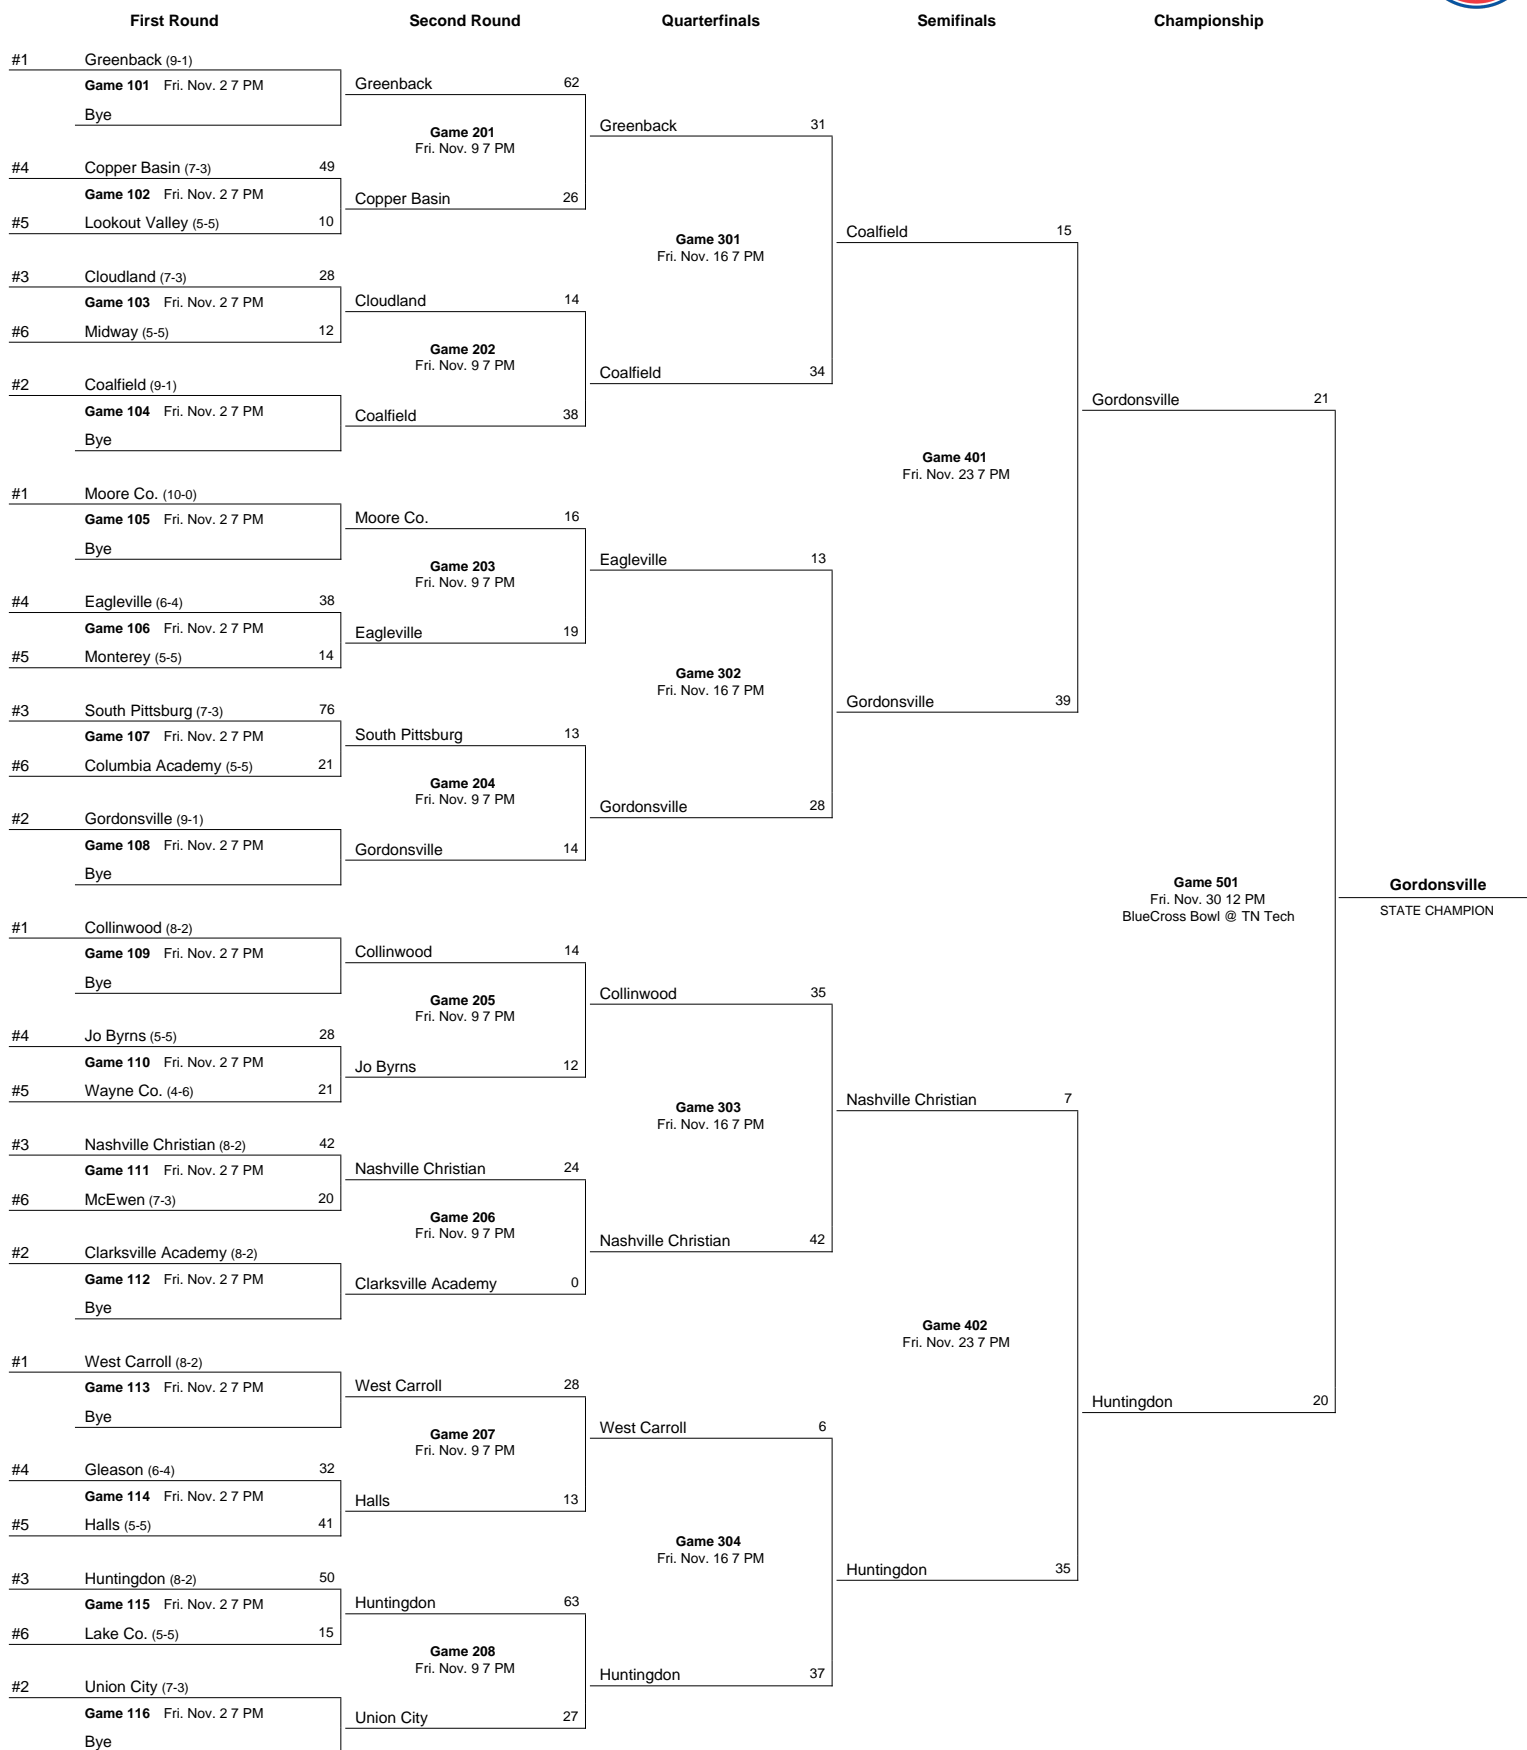 First Round Second Round Quarterfinals Semifinals Championship
#1 Greenback (9-1)
Game 101 Fri. Nov. 2 7 PM
Bye
#4 Copper Basin (7-3) 49
Game 102 Fri. Nov. 2 7 PM
#5 Lookout Valley (5-5) 10
#3 Cloudland (7-3) 28
Game 103 Fri. Nov. 2 7 PM
#6 Midway (5-5) 12
#2 Coalfield (9-1)
Game 104 Fri. Nov. 2 7 PM
Bye
#1 Moore Co. (10-0)
Game 105 Fri. Nov. 2 7 PM
Bye
#4 Eagleville (6-4) 38
Game 106 Fri. Nov. 2 7 PM
#5 Monterey (5-5) 14
#3 South Pittsburg (7-3) 76
Game 107 Fri. Nov. 2 7 PM
#6 Columbia Academy (5-5) 21
#2 Gordonsville (9-1)
Game 108 Fri. Nov. 2 7 PM
Bye
#1 Collinwood (8-2)
Game 109 Fri. Nov. 2 7 PM
Bye
#4 Jo Byrns (5-5) 28
Game 110 Fri. Nov. 2 7 PM
#5 Wayne Co. (4-6) 21
#3 Nashville Christian (8-2) 42
Game 111 Fri. Nov. 2 7 PM
#6 McEwen (7-3) 20
#2 Clarksville Academy (8-2)
Game 112 Fri. Nov. 2 7 PM
Bye
#1 West Carroll (8-2)
Game 113 Fri. Nov. 2 7 PM
Bye
#4 Gleason (6-4) 32
Game 114 Fri. Nov. 2 7 PM
#5 Halls (5-5) 41
#3 Huntingdon (8-2) 50
Game 115 Fri. Nov. 2 7 PM
#6 Lake Co. (5-5) 15
#2 Union City (7-3)
Game 116 Fri. Nov. 2 7 PM
Bye
Greenback 62
Game 201
Fri. Nov. 9 7 PM
Copper Basin 26
Cloudland 14
Game 202
Fri. Nov. 9 7 PM
Coalfield 38
Moore Co. 16
Game 203
Fri. Nov. 9 7 PM
Eagleville 19
South Pittsburg 13
Game 204
Fri. Nov. 9 7 PM
Gordonsville 14
Collinwood 14
Game 205
Fri. Nov. 9 7 PM
Jo Byrns 12
Nashville Christian 24
Game 206
Fri. Nov. 9 7 PM
Clarksville Academy 0
West Carroll 28
Game 207
Fri. Nov. 9 7 PM
Halls 13
Huntingdon 63
Game 208
Fri. Nov. 9 7 PM
Union City 27
Greenback 31
Game 301
Fri. Nov. 16 7 PM
Coalfield 34
Eagleville 13
Game 302
Fri. Nov. 16 7 PM
Gordonsville 28
Collinwood 35
Game 303
Fri. Nov. 16 7 PM
Nashville Christian 42
West Carroll 6
Game 304
Fri. Nov. 16 7 PM
Huntingdon 37
Coalfield 15
Game 401
Fri. Nov. 23 7 PM
Gordonsville 39
Nashville Christian 7
Game 402
Fri. Nov. 23 7 PM
Huntingdon 35
Gordonsville 21
Game 501
Fri. Nov. 30 12 PM
BlueCross Bowl @ TN Tech
Huntingdon 20
Gordonsville
STATE CHAMPION